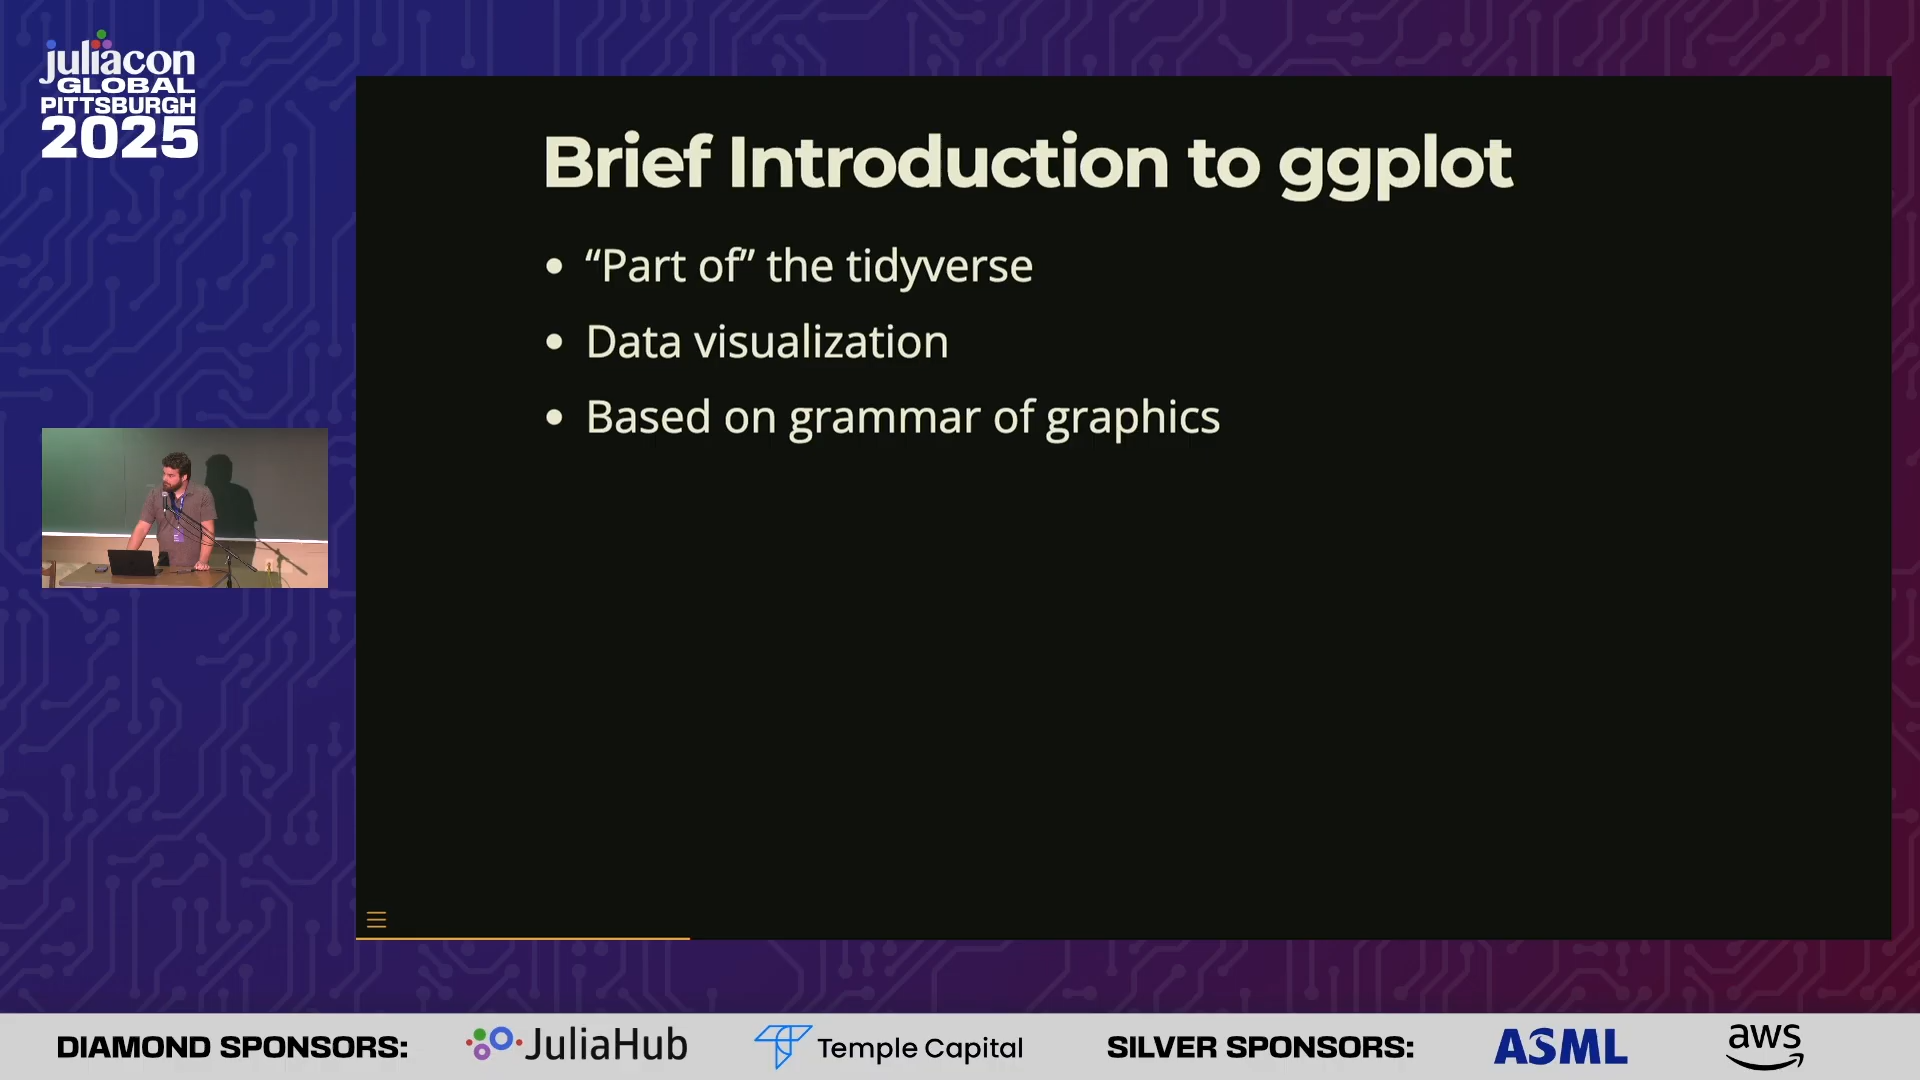 juliacon
GLOBAL
PITTSBURGH
2025
Brief Introduction to ggplot
• “Part of” the tidyverse
• Data visualization
• Based on grammar of graphics
DIAMOND SPONSORS: JuliaHub Temple Capital SILVER SPONSORS: ASML aws